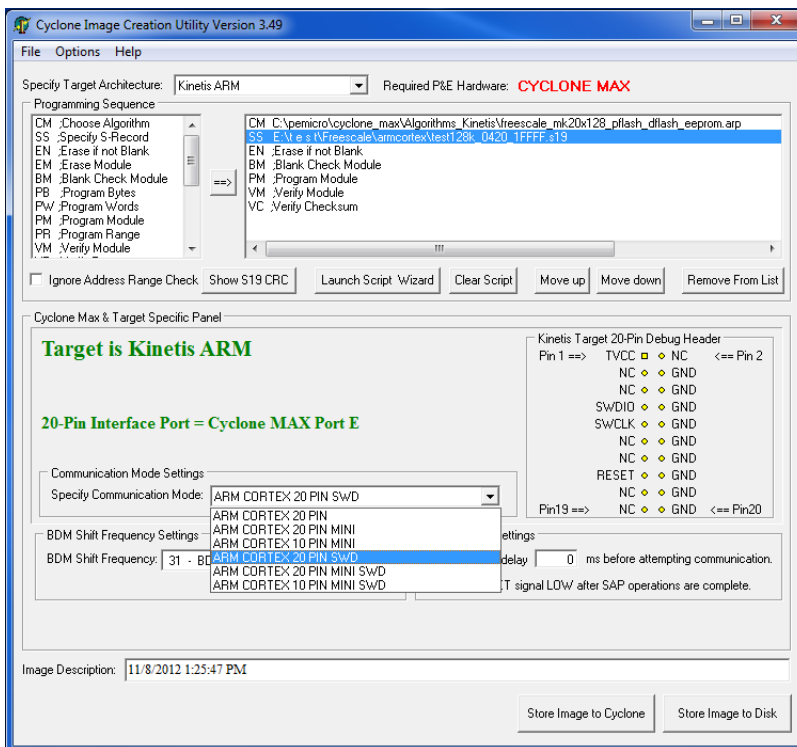 Cyclone Image Creation Utility Version 3.49
File Options Help
Specify Target Architecture: Kinetis ARM Required P&E Hardware: CYCLONE MAX
Programming Sequence
CM ;Choose Algorithm
SS ;Specify S-Record
EN ;Erase if not Blank
EM ;Erase Module
BM ;Blank Check Module
PB ;Program Bytes
PW ;Program Words
PM ;Program Module
PR ;Program Range
VM ;Verify Module
==>
CM C:\pemicro\cyclone_max\Algorithms_Kinetis\freescale_mk20x128_pflash_dflash_eeprom.arp
SS E:\t e s t\Freescale\armcortex\test128k_0420_1FFFF.s19
EN ;Erase if not Blank
BM ;Blank Check Module
PM ;Program Module
VM ;Verify Module
VC ;Verify Checksum
Ignore Address Range Check Show S19 CRC Launch Script Wizard Clear Script Move up Move down Remove From List
Cyclone Max & Target Specific Panel
Target is Kinetis ARM
20-Pin Interface Port = Cyclone MAX Port E
Kinetis Target 20-Pin Debug Header
Pin 1 ==> TVCC NC <== Pin 2
NC GND
NC GND
SWDIO GND
SWCLK GND
NC GND
NC GND
RESET GND
NC GND
Pin19 ==> NC GND <== Pin20
Communication Mode Settings
Specify Communication Mode: ARM CORTEX 20 PIN SWD
ARM CORTEX 20 PIN
ARM CORTEX 20 PIN MINI
ARM CORTEX 10 PIN MINI
ARM CORTEX 20 PIN SWD
ARM CORTEX 20 PIN MINI SWD
ARM CORTEX 10 PIN MINI SWD
BDM Shift Frequency Settings
BDM Shift Frequency: 31 - BD
ettings
delay 0 ms before attempting communication.
T signal LOW after SAP operations are complete.
Image Description: 11/8/2012 1:25:47 PM
Store Image to Cyclone Store Image to Disk